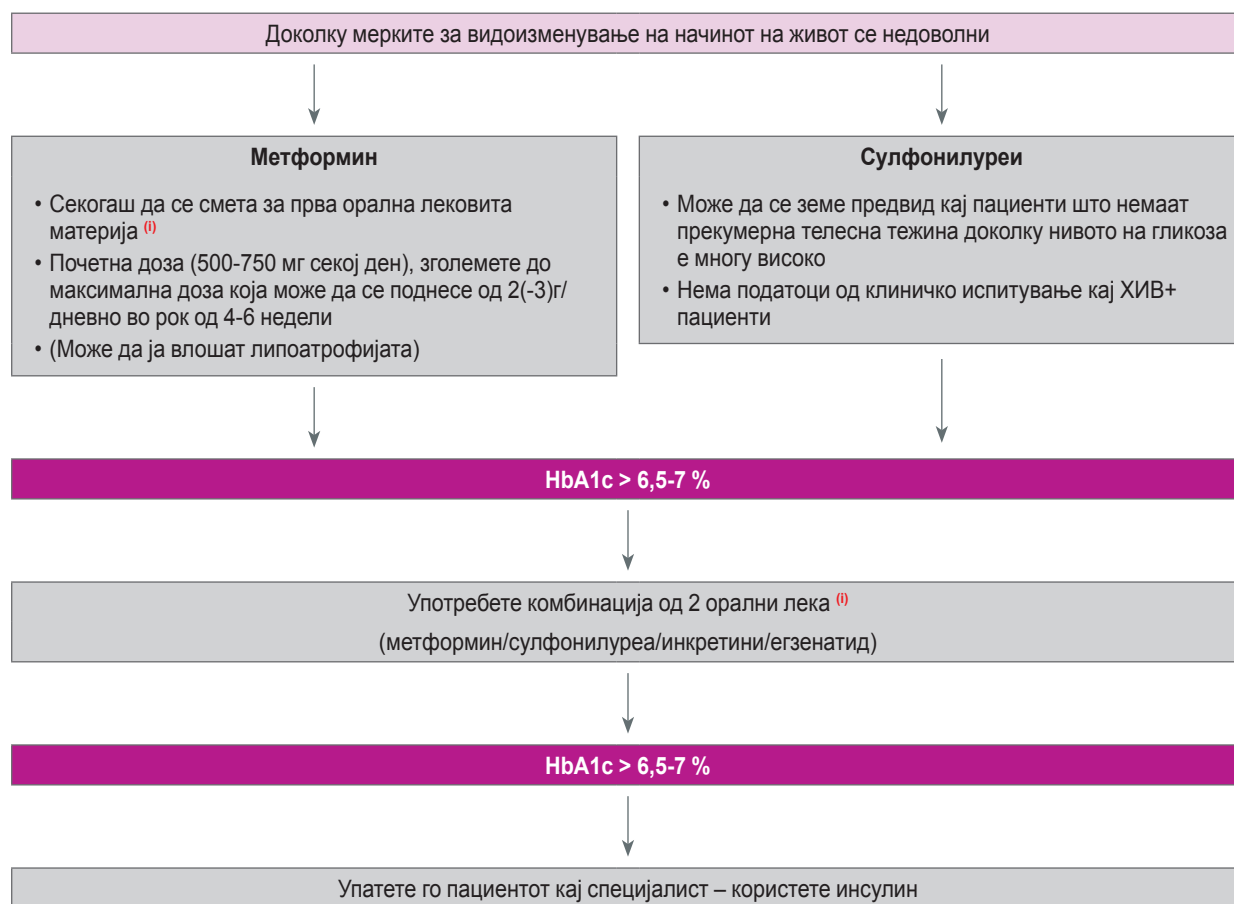 Доколку мерките за видоизменување на начинот на живот се недоволни
Метформин
• Секогаш да се смета за прва орална лековита
материја (i)
• Почетна доза (500-750 мг секој ден), зголемете до
максимална доза која може да се поднесе од 2(-3)г/
дневно во рок од 4-6 недели
• (Може да ја влошат липоатрофијата)
Сулфонилуреи
• Може да се земе предвид кај пациенти што немаат
прекумерна телесна тежина доколку нивото на гликоза
е многу високо
• Нема податоци од клиничко испитување кај ХИВ+
пациенти
HbA1c > 6,5-7 %
Употребете комбинација од 2 орални лека (i)
(метформин/сулфонилуреа/инкретини/егзенатид)
HbA1c > 6,5-7 %
Упатете го пациентот кај специјалист – користете инсулин